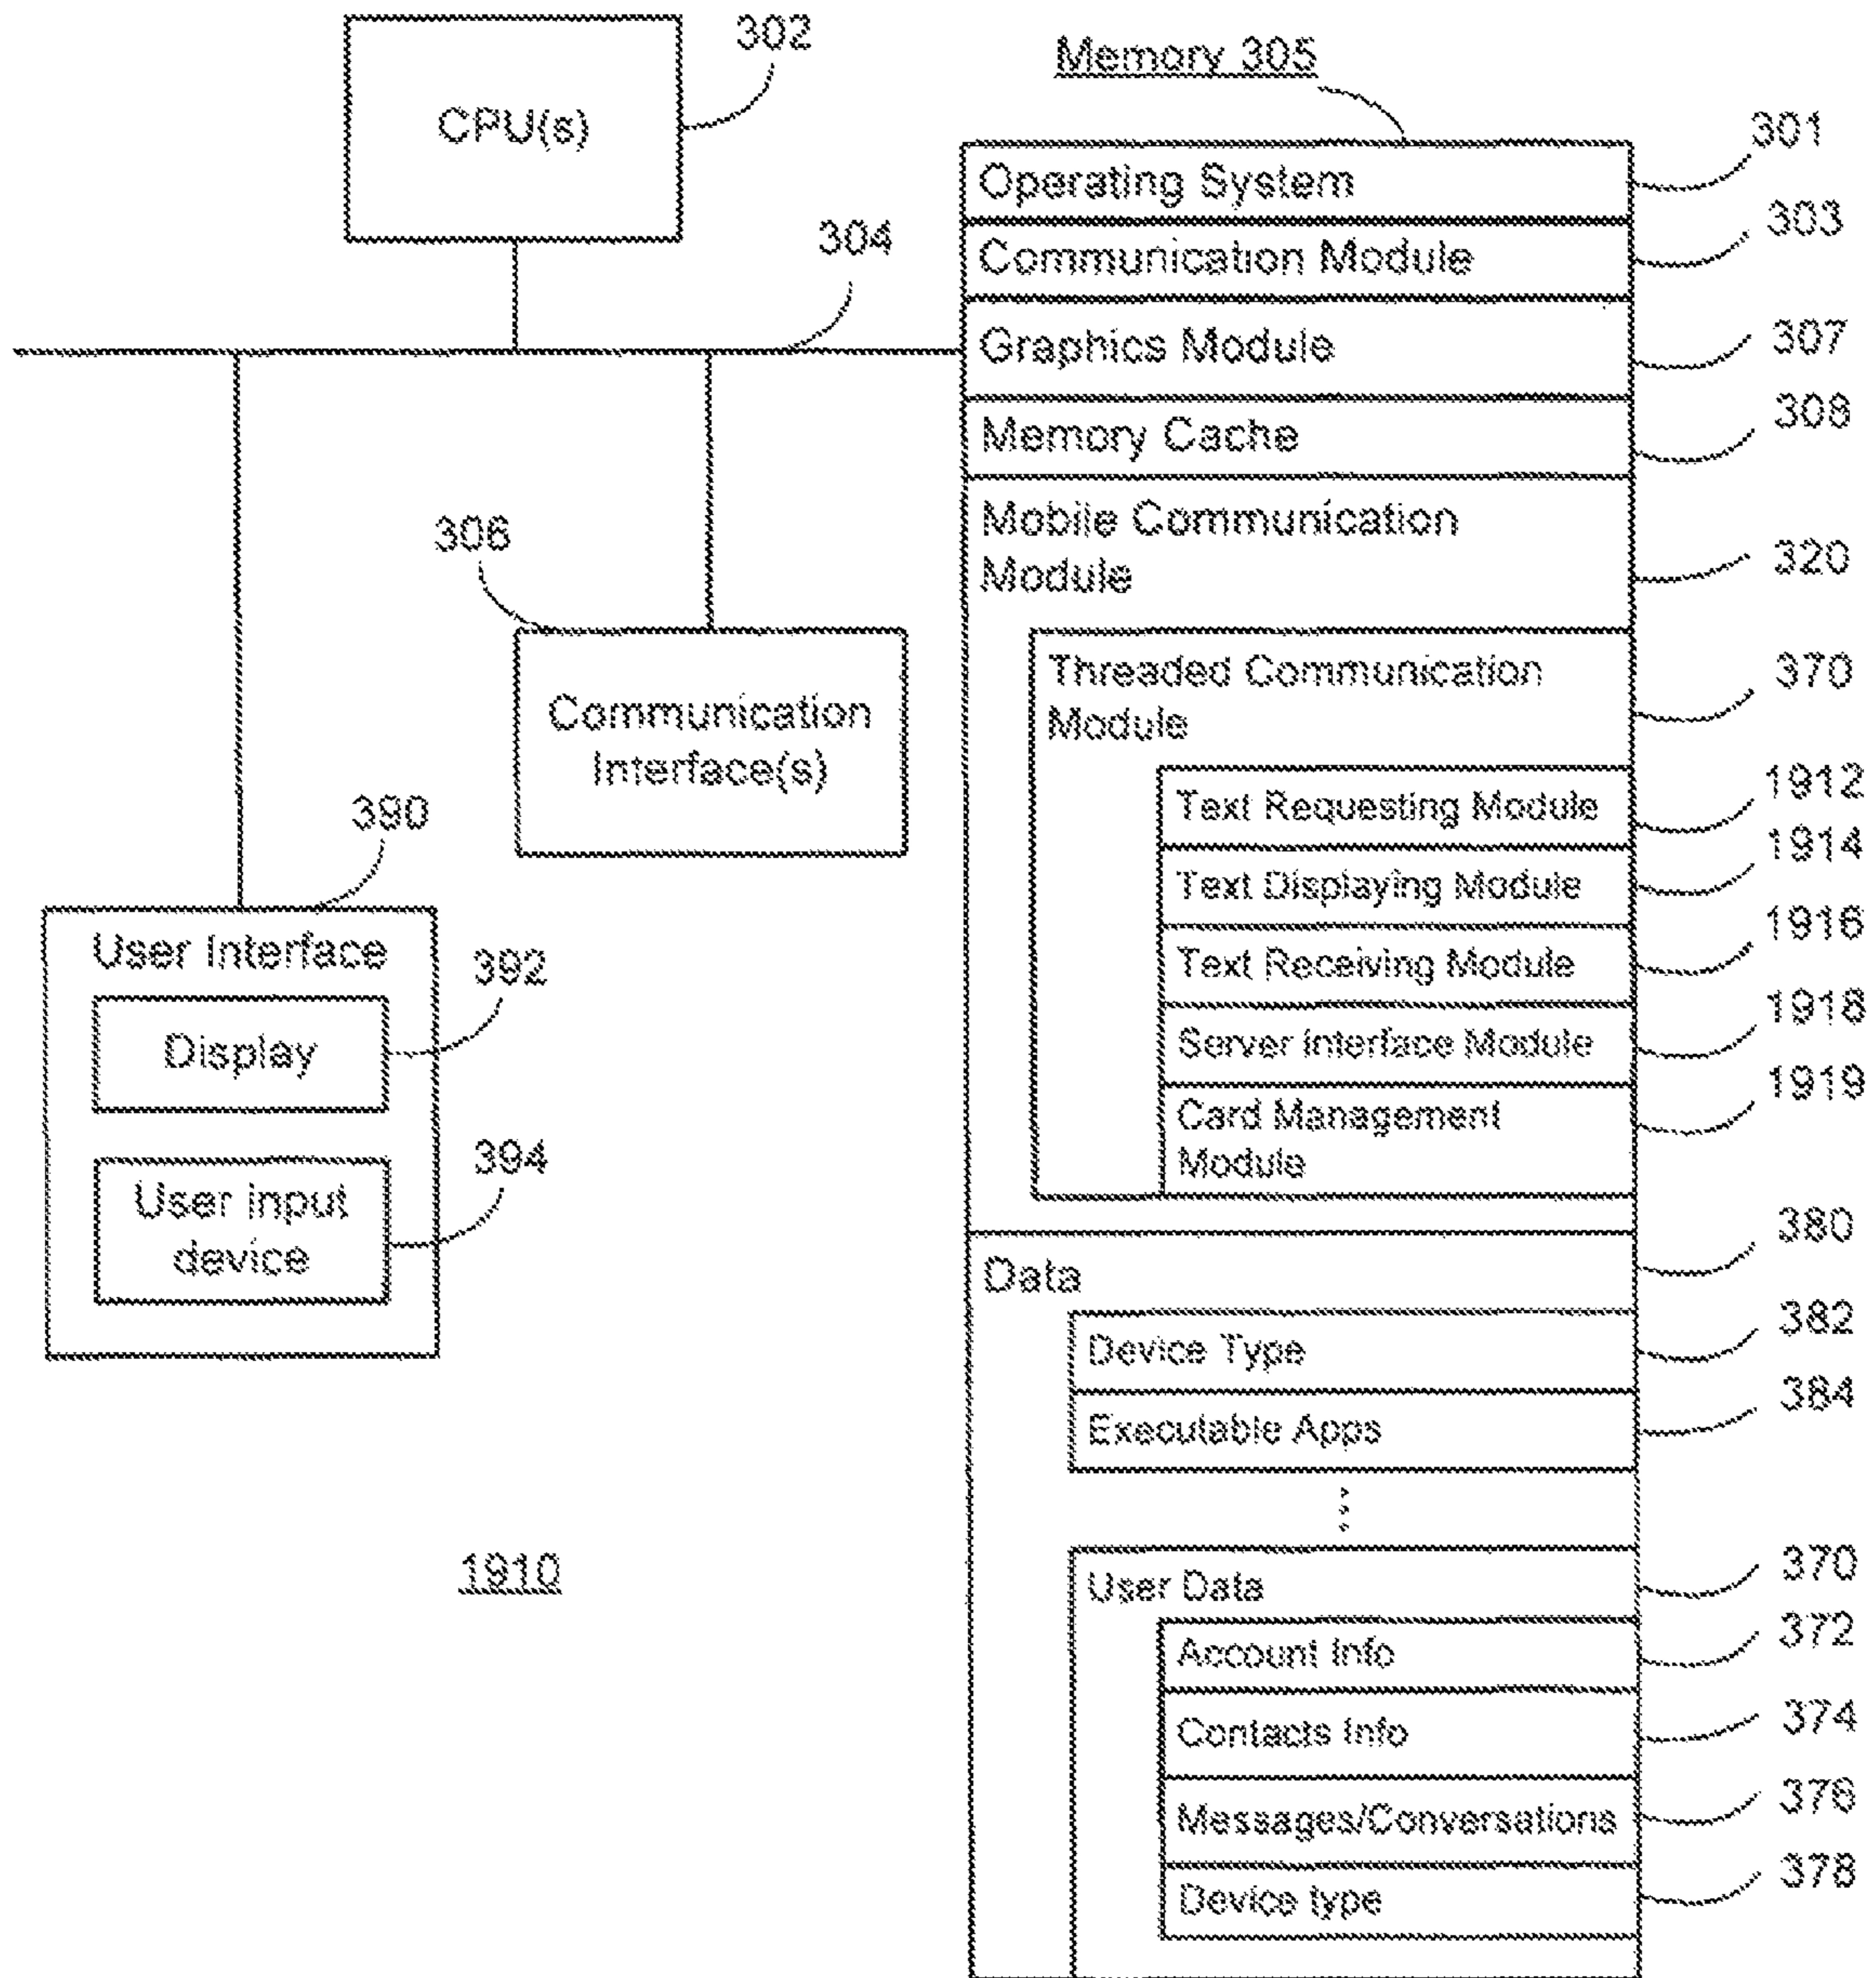 302
CPU(s)
Memory 305
301
Operating System
303
Communication Module
304
307
Graphics Module
308
Memory Cache
Mobile Communication
Module
320
306
Communication
Interface(s)
Threaded Communication
Module
370
1912
Text Requesting Module
1914
Text Displaying Module
1916
Text Receiving Module
1918
Server Interface Module
1919
Card Management
Module
390
User Interface
392
Display
394
User input
device
380
Data
382
Device Type
384
Executable Apps
1910
370
User Data
372
Account Info
374
Contacts Info
376
Messages/Conversations
378
Device type